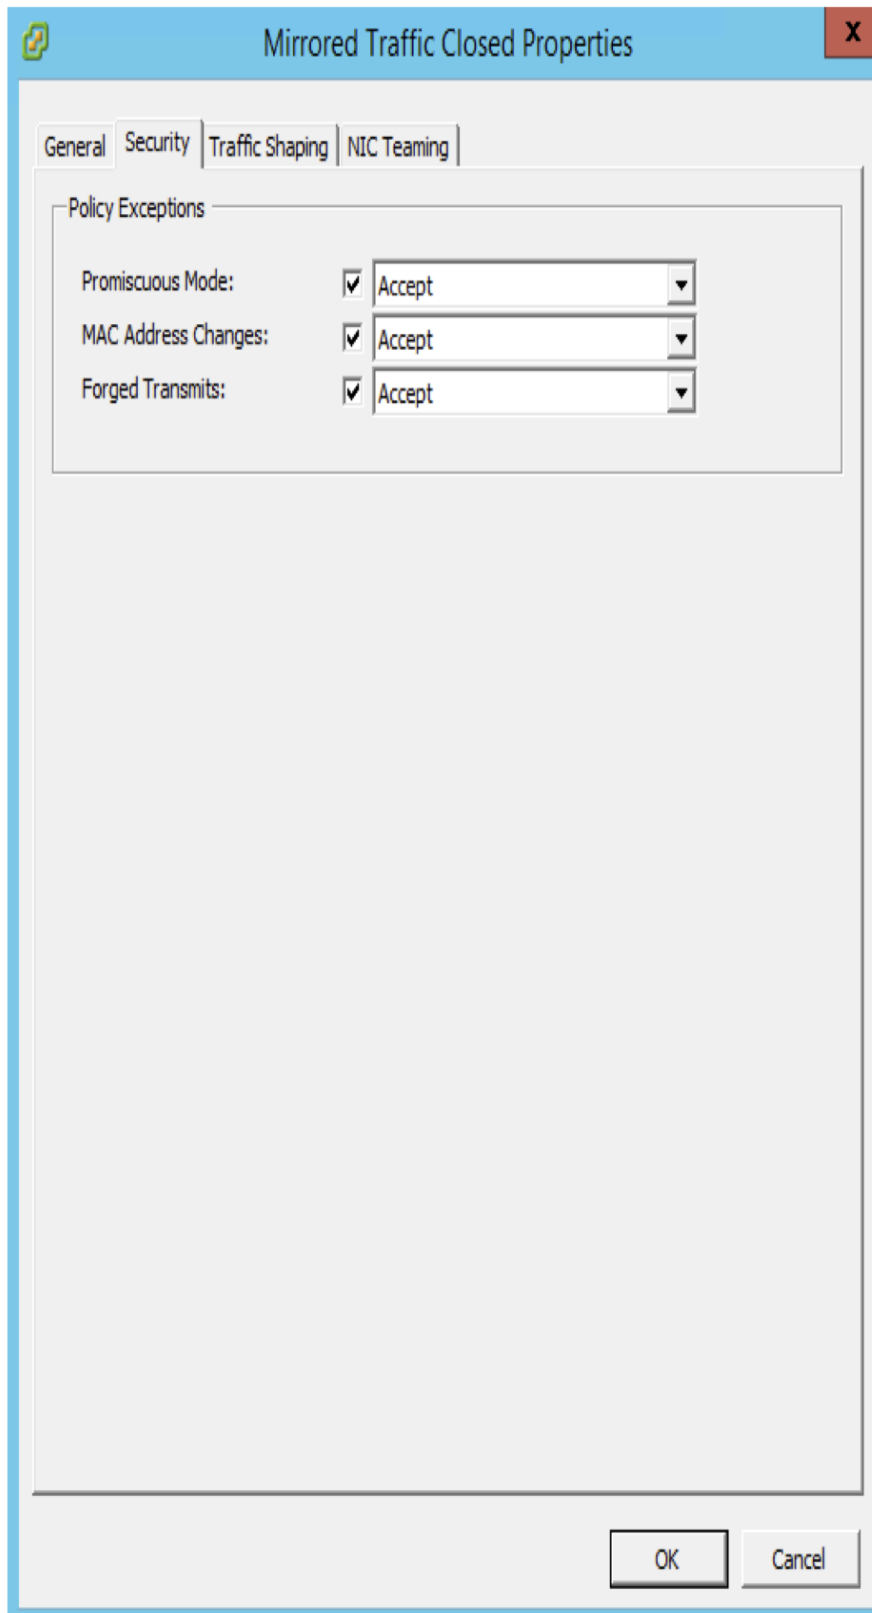 Mirrored Traffic Closed Properties
X
General Security Traffic Shaping NIC Teaming
Policy Exceptions
Promiscuous Mode: Accept
MAC Address Changes: Accept
Forged Transmits: Accept
OK Cancel